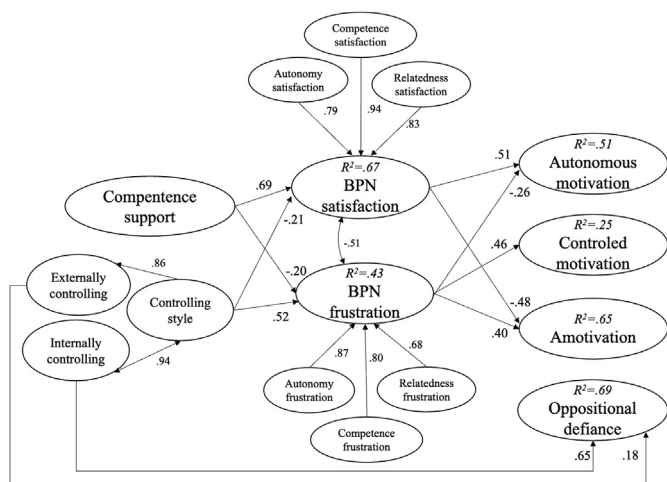 Competence
satisfaction
Autonomy
satisfaction
Relatedness
satisfaction
.79
.94
.83
R²=.67
BPN
satisfaction
R²=.51
Autonomous
motivation
.51
-.26
Compentence
support
.69
-.21
-.51
R²=.25
Controled
motivation
.46
-.20
.52
R²=.43
BPN
frustration
-.48
.40
R²=.65
Amotivation
Externally
controlling
.86
Controlling
style
Internally
controlling
.94
.87
.80
.68
Autonomy
frustration
Relatedness
frustration
Competence
frustration
R²=.69
Oppositional
defiance
.65
.18